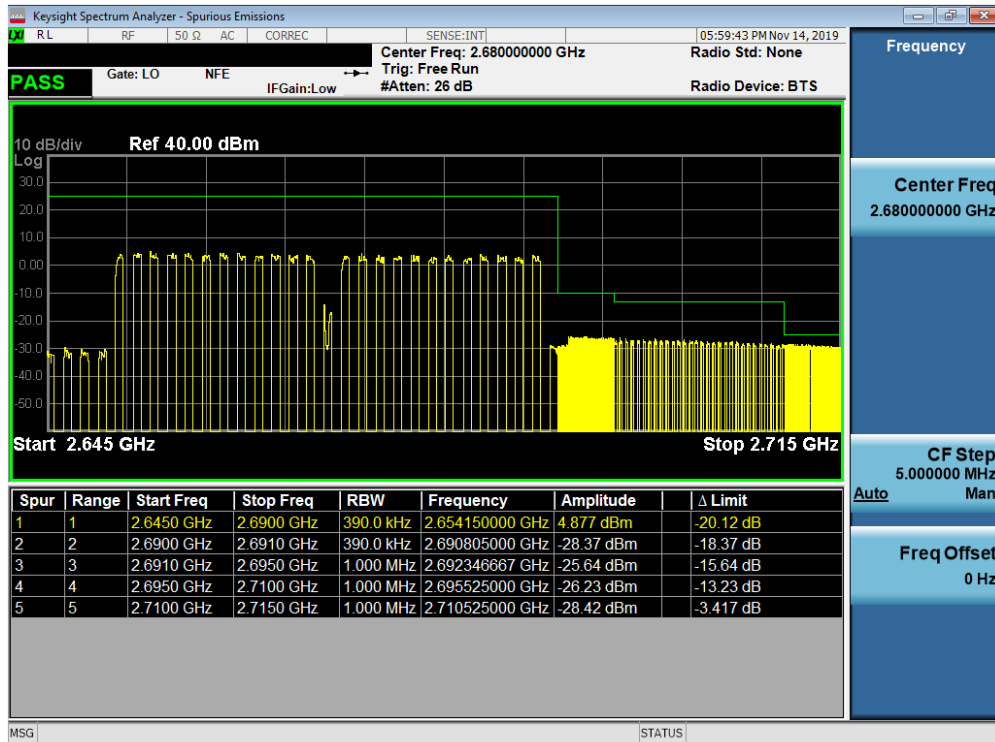 Keysight Spectrum Analyzer - Spurious Emissions
LXI RL RF 50 Ω AC CORREC SENSE:INT 05:59:43 PM Nov 14, 2019
Center Freq: 2.680000000 GHz Radio Std: None
PASS Gate: LO NFE Trig: Free Run
IFGain:Low #Atten: 26 dB Radio Device: BTS
10 dB/div Ref 40.00 dBm
Log
30.0
20.0
10.0
0.00
-10.0
-20.0
-30.0
-40.0
-50.0
Start 2.645 GHz Stop 2.715 GHz
Spur Range Start Freq Stop Freq RBW Frequency Amplitude Δ Limit
1 1 2.6450 GHz 2.6900 GHz 390.0 kHz 2.654150000 GHz 4.877 dBm -20.12 dB
2 2 2.6900 GHz 2.6910 GHz 390.0 kHz 2.690805000 GHz -28.37 dBm -18.37 dB
3 3 2.6910 GHz 2.6950 GHz 1.000 MHz 2.692346667 GHz -25.64 dBm -15.64 dB
4 4 2.6950 GHz 2.7100 GHz 1.000 MHz 2.695525000 GHz -26.23 dBm -13.23 dB
5 5 2.7100 GHz 2.7150 GHz 1.000 MHz 2.710525000 GHz -28.42 dBm -3.417 dB
MSG STATUS
Frequency
Center Freq
2.680000000 GHz
CF Step
5.000000 MHz
Auto Man
Freq Offset
0 Hz